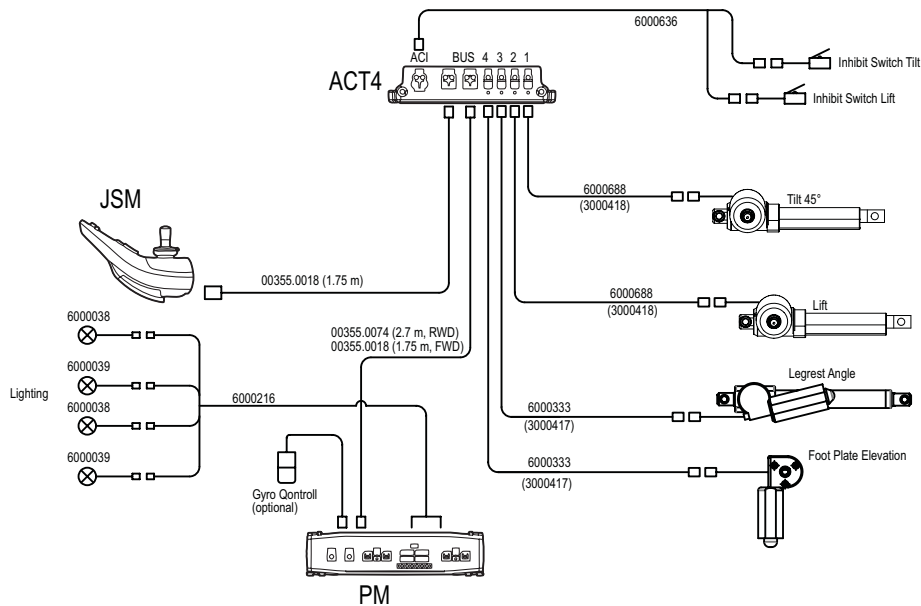 6000636
ACI BUS 4 3 2 1
ACT4
Inhibit Switch Tilt
Inhibit Switch Lift
JSM
6000688
(3000418)
Tilt 45°
00355.0018 (1.75 m)
6000688
(3000418)
Lift
6000038
00355.0074 (2.7 m, RWD)
00355.0018 (1.75 m, FWD)
6000039
Lighting
6000216
6000038
Legrest Angle
6000333
(3000417)
6000039
Foot Plate Elevation
6000333
(3000417)
Gyro Qontroll
(optional)
PM